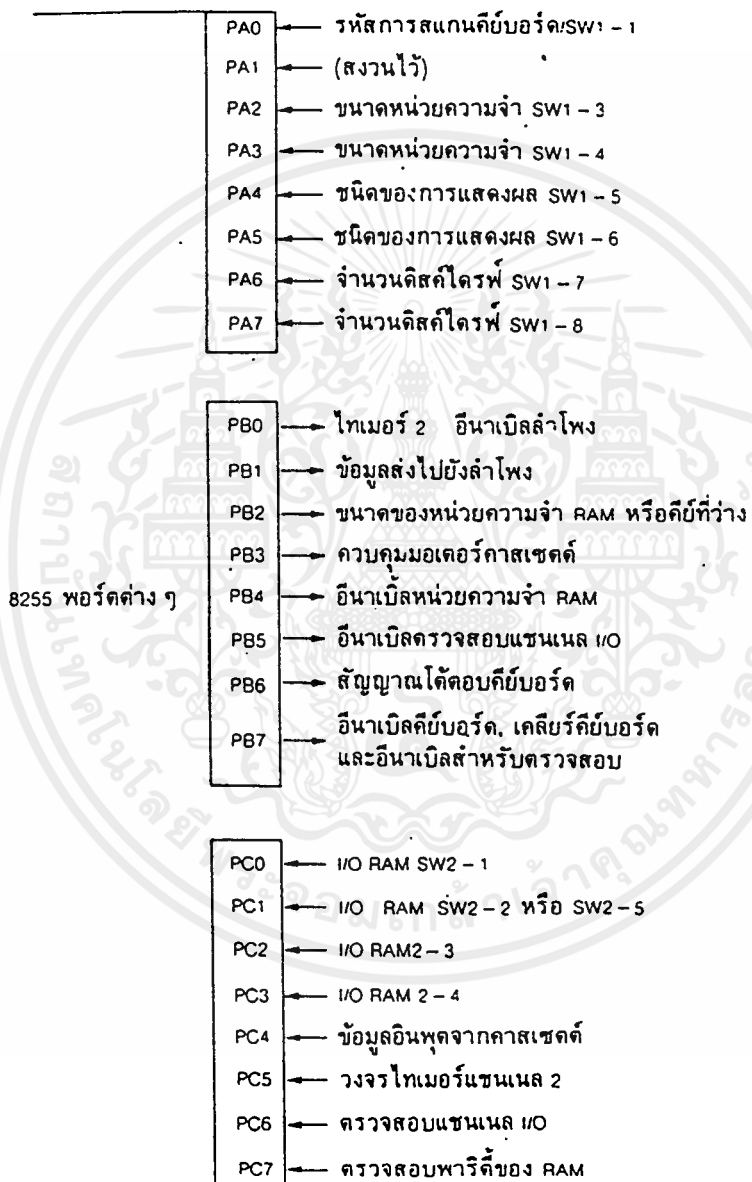 PA0 รหัสการสแกนคีย์บอร์ด/SW1 - 1
PA1 (สงวนไว้)
PA2 ขนาดหน่วยความจำ SW1 - 3
PA3 ขนาดหน่วยความจำ SW1 - 4
PA4 ชนิดของการแสดงผล SW1 - 5
PA5 ชนิดของการแสดงผล SW1 - 6
PA6 จำนวนดิสค์ไดรฟ์ SW1 - 7
PA7 จำนวนดิสค์ไดรฟ์ SW1 - 8
PB0 ไทเมอร์ 2 อีนาเบิลลำโพง
PB1 ข้อมูลส่งไปยังลำโพง
PB2 ขนาดของหน่วยความจำ RAM หรือคีย์ที่ว่าง
PB3 ควบคุมมอเตอร์คาสเซตต์
8255 พอร์ตต่าง ๆ PB4 อีนาเบิ้ลหน่วยความจำ RAM
PB5 อีนาเบิลตรวจสอบแชนเนล I/O
PB6 สัญญาณโต้ตอบคีย์บอร์ด
PB7 อีนาเบิลคีย์บอร์ด, เคลียร์คีย์บอร์ด
และอีนาเบิลสำหรับตรวจสอบ
PC0 I/O RAM SW2 - 1
PC1 I/O RAM SW2 - 2 หรือ SW2 - 5
PC2 I/O RAM2 - 3
PC3 I/O RAM 2 - 4
PC4 ข้อมูลอินพุตจากคาสเซตต์
PC5 วงจรไทเมอร์แชนเนล 2
PC6 ตรวจสอบแชนเนล I/O
PC7 ตรวจสอบพาริตี้ของ RAM